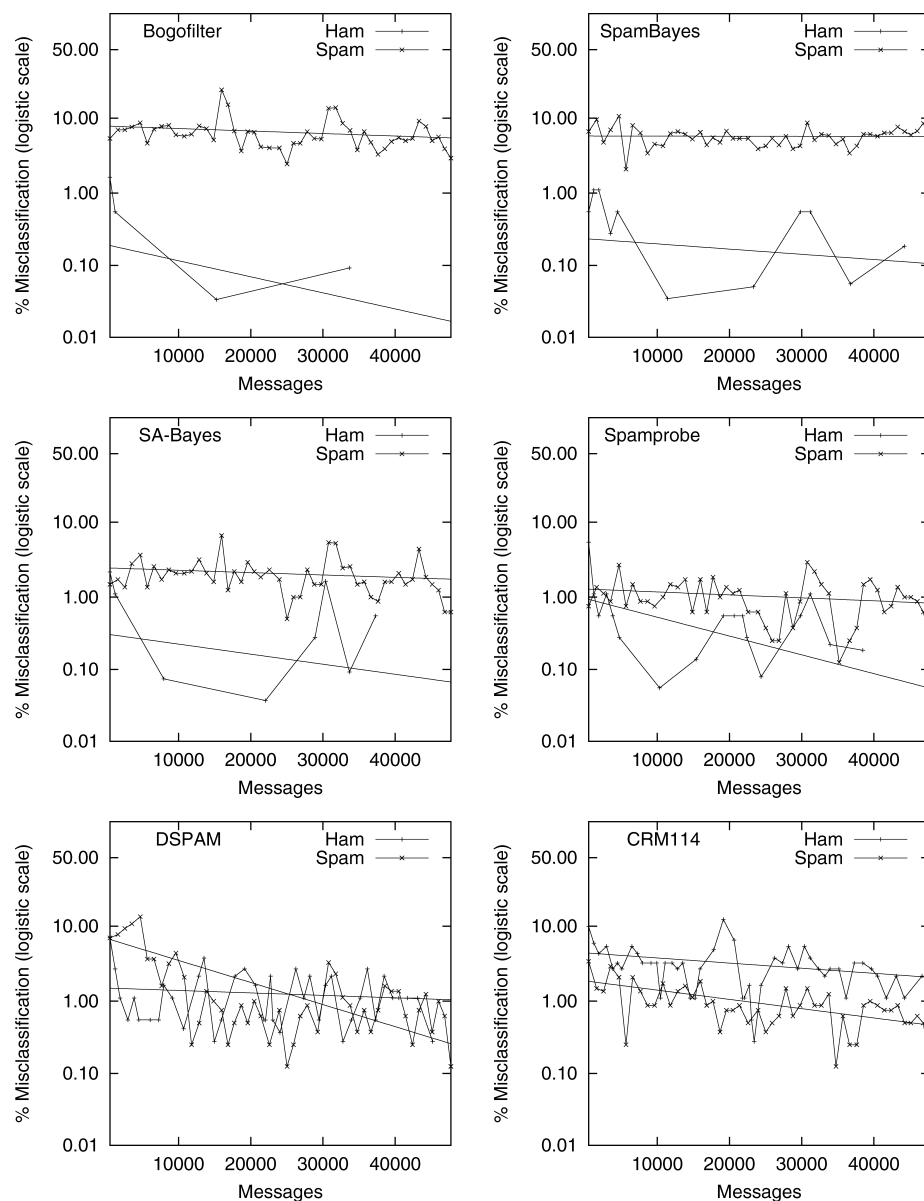 Bogofilter
Ham
Spam
% Misclassification (logistic scale)
50.00
10.00
1.00
0.10
0.01
10000 20000 30000 40000
Messages
SpamBayes
Ham
Spam
% Misclassification (logistic scale)
50.00
10.00
1.00
0.10
0.01
10000 20000 30000 40000
Messages
SA-Bayes
Ham
Spam
% Misclassification (logistic scale)
50.00
10.00
1.00
0.10
0.01
10000 20000 30000 40000
Messages
Spamprobe
Ham
Spam
% Misclassification (logistic scale)
50.00
10.00
1.00
0.10
0.01
10000 20000 30000 40000
Messages
DSPAM
Ham
Spam
% Misclassification (logistic scale)
50.00
10.00
1.00
0.10
0.01
10000 20000 30000 40000
Messages
CRM114
Ham
Spam
% Misclassification (logistic scale)
50.00
10.00
1.00
0.10
0.01
10000 20000 30000 40000
Messages